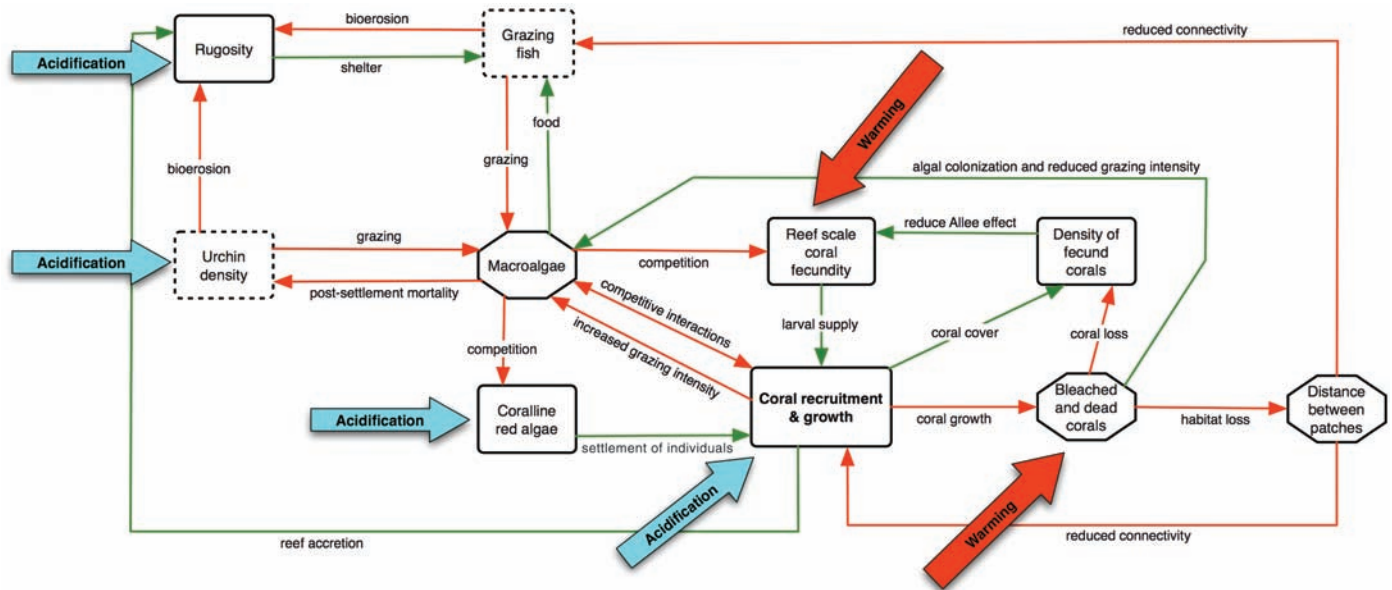 bioerosion
Grazing
fish
reduced connectivity
Rugosity
Acidification
shelter
Warming
food
grazing
algal colonization and reduced grazing intensity
bioerosion
Acidification
Urchin
density
grazing
post-settlement mortality
Macroalgae
competition
Reef scale
coral
fecundity
reduce Allee effect
Density of
fecund
corals
competitive interactions
increased grazing intensity
larval supply
coral cover
coral loss
competition
Acidification
Coralline
red algae
settlement of individuals
Coral recruitment
& growth
coral growth
Bleached
and dead
corals
habitat loss
Distance
between
patches
Acidification
Warming
reef accretion
reduced connectivity